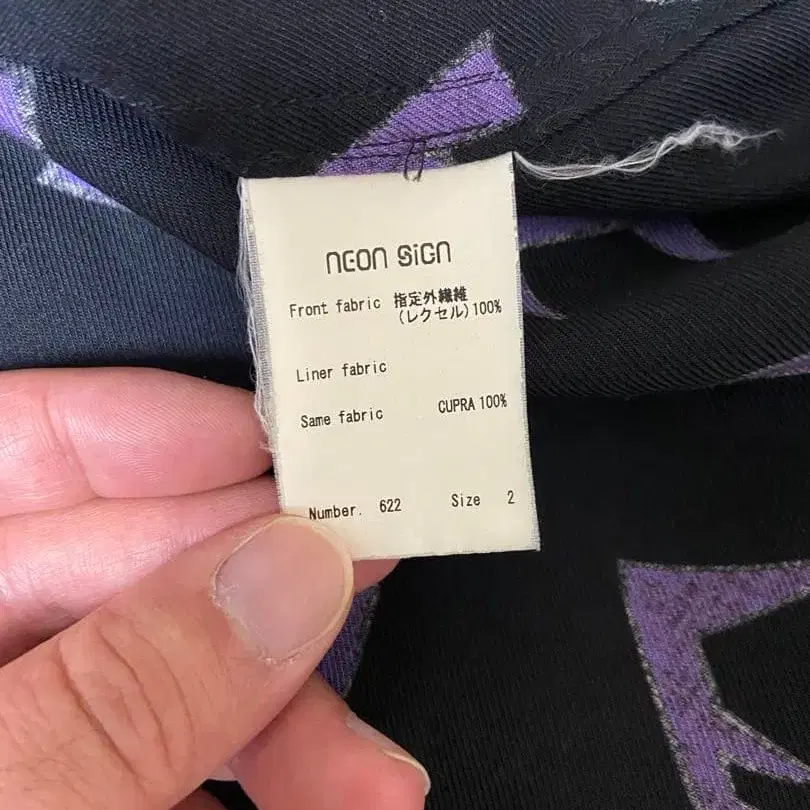 NEON SiGN
Front fabric 指定外繊維
(レクセル)100%
Liner fabric
Same fabric CUPRA 100%
Number. 622 Size 2